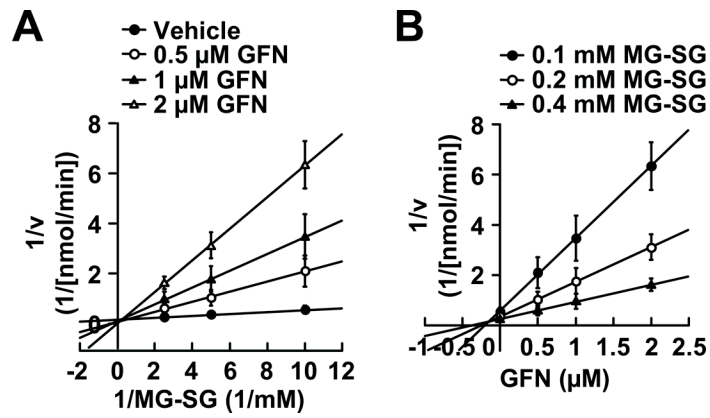 A
Vehicle
0.5 µM GFN
1 µM GFN
2 µM GFN
1/v
(1/[nmol/min])
8
6
4
2
0
-2 0 2 4 6 8 10 12
1/MG-SG (1/mM)
B
0.1 mM MG-SG
0.2 mM MG-SG
0.4 mM MG-SG
1/v
(1/[nmol/min])
8
6
4
2
0
-1 -0.5 0 0.5 1 1.5 2 2.5
GFN (µM)